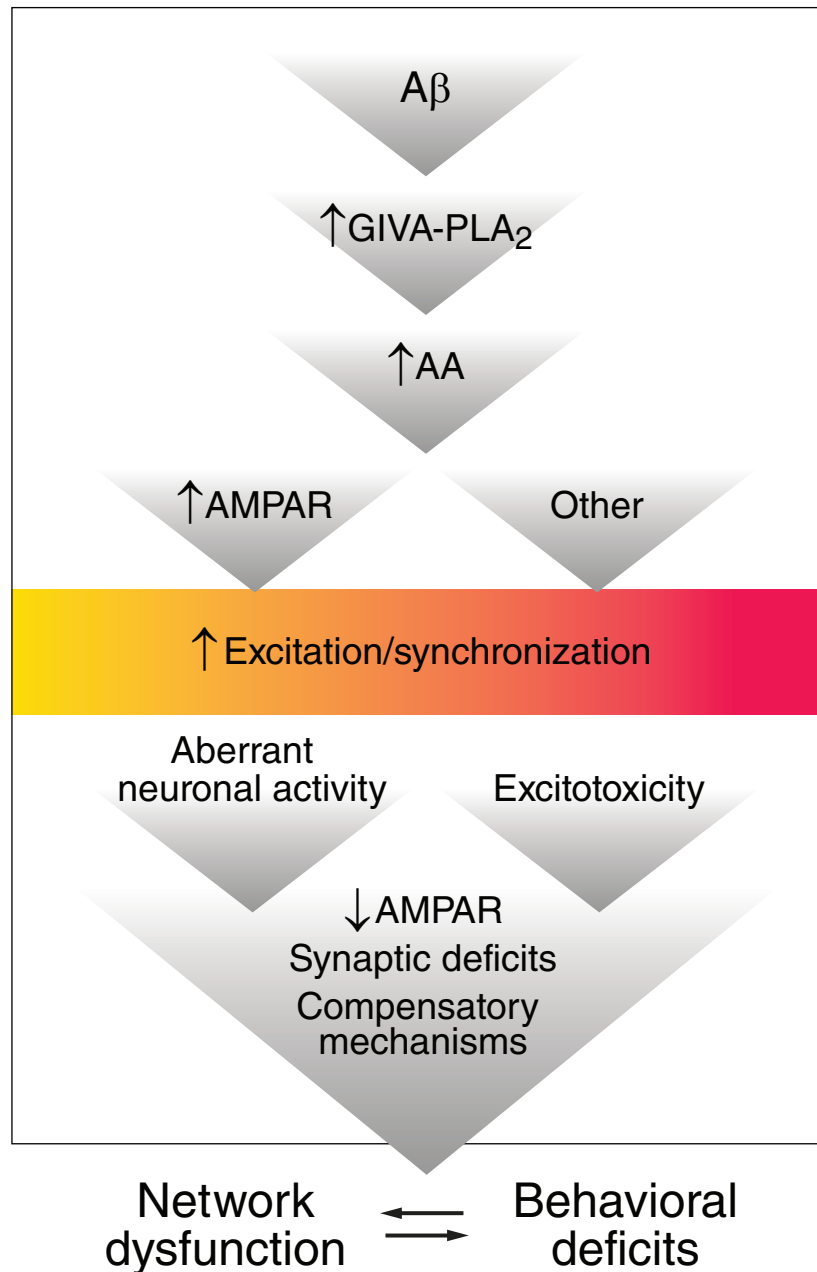 Aβ
↑GIVA-PLA₂
↑AA
↑AMPAR
Other
↑Excitation/synchronization
Aberrant
neuronal activity
Excitotoxicity
↓AMPAR
Synaptic deficits
Compensatory
mechanisms
Network
dysfunction
Behavioral
deficits